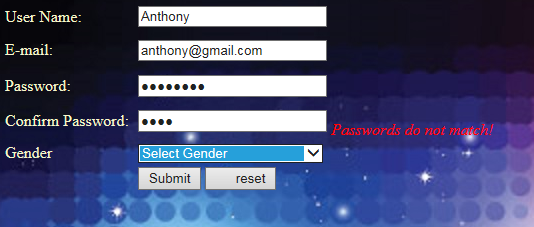 User Name: Anthony
E-mail: anthony@gmail.com
Password: ●●●●●●●●
Confirm Password: ●●●● Passwords do not match!
Gender Select Gender
Submit reset